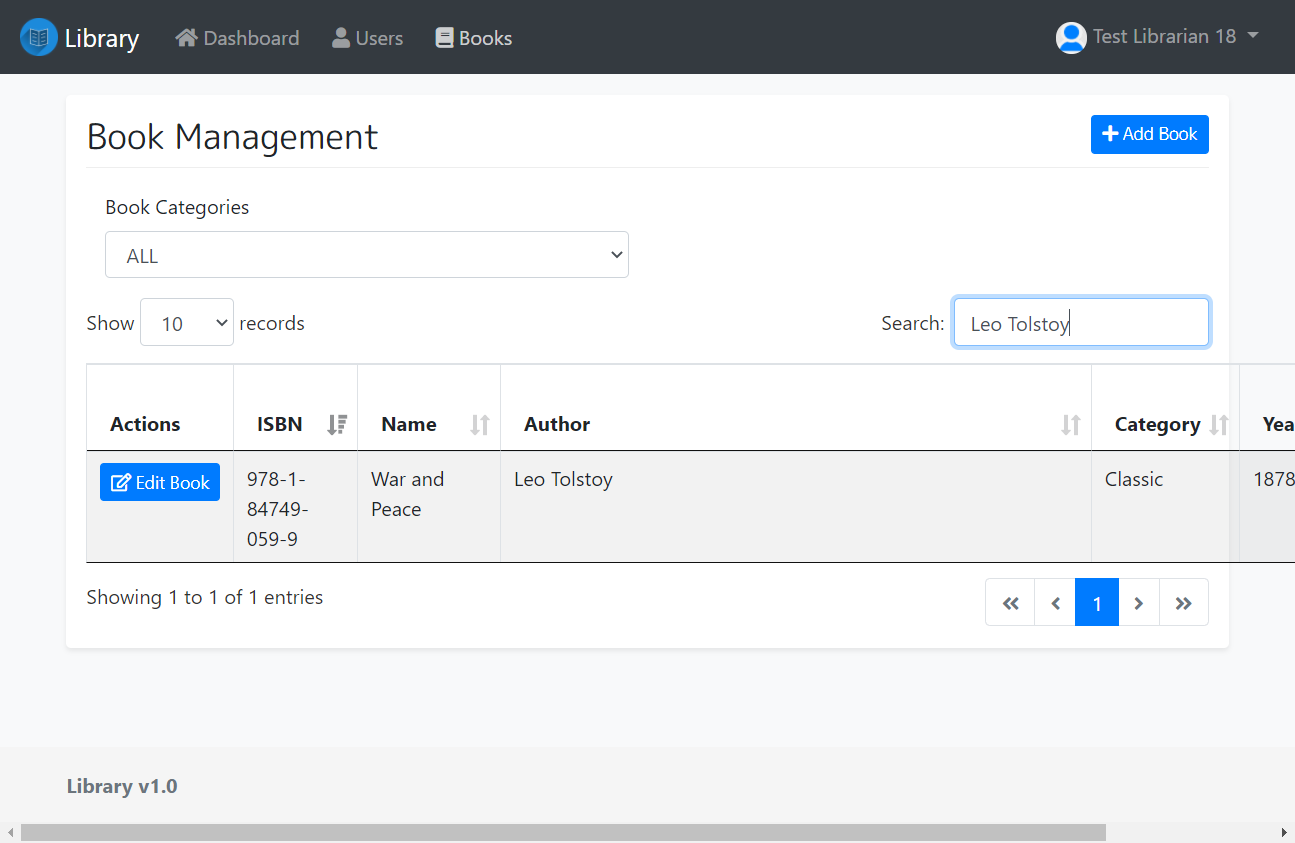 Library
Dashboard
Users
Books
Test Librarian 18
Book Management
Add Book
Book Categories
ALL
Show 10 records
Search: Leo Tolstoy
Actions ISBN Name Author Category Yea
Edit Book 978-1- War and Leo Tolstoy Classic 1878
84749- Peace
059-9
Showing 1 to 1 of 1 entries
« ‹ 1 › »
Library v1.0